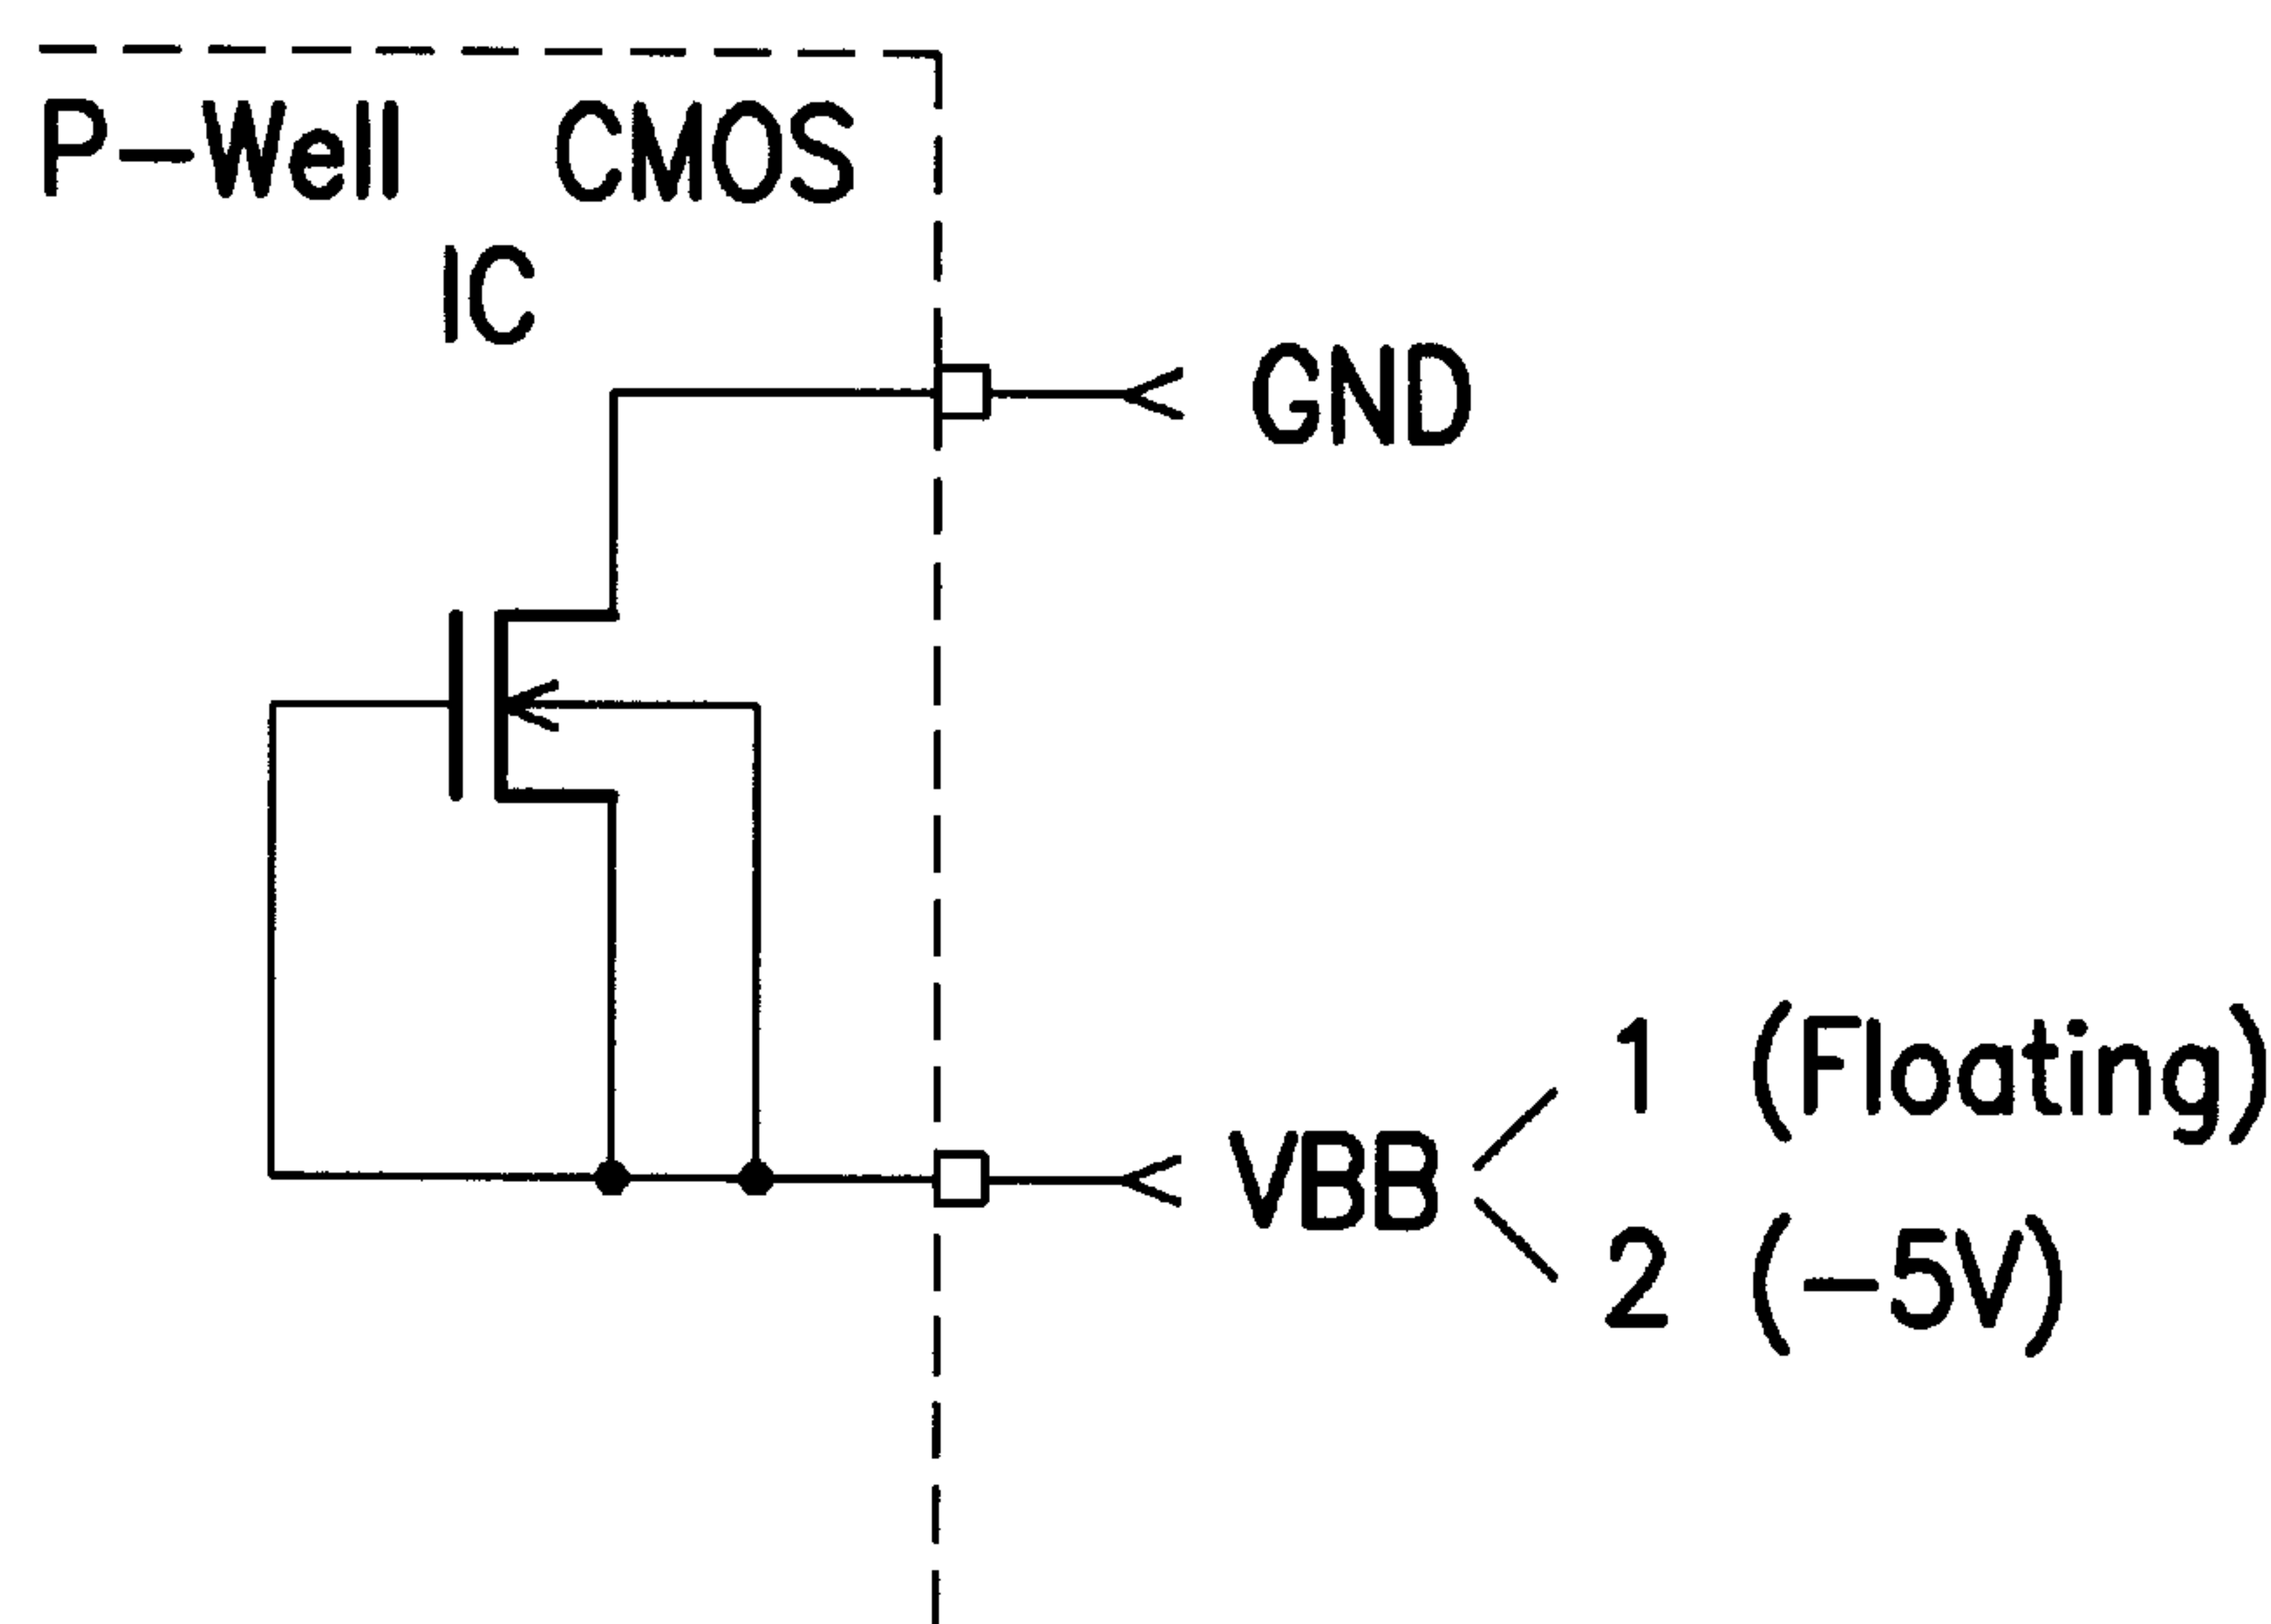 P-Well CMOS
IC
GND
1 (Floating)
VBB
2 (-5V)